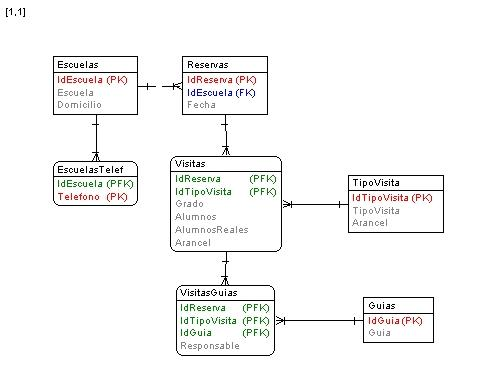 [1,1]
Escuelas
IdEscuela (PK)
Escuela
Domicilio
Reservas
IdReserva (PK)
IdEscuela (FK)
Fecha
EscuelasTelef
IdEscuela (PFK)
Telefono (PK)
Visitas
IdReserva (PFK)
IdTipoVisita (PFK)
Grado
Alumnos
AlumnosReales
Arancel
TipoVisita
IdTipoVisita (PK)
TipoVisita
Arancel
VisitasGuias
IdReserva (PFK)
IdTipoVisita (PFK)
IdGuia (PFK)
Responsable
Guias
IdGuia (PK)
Guia